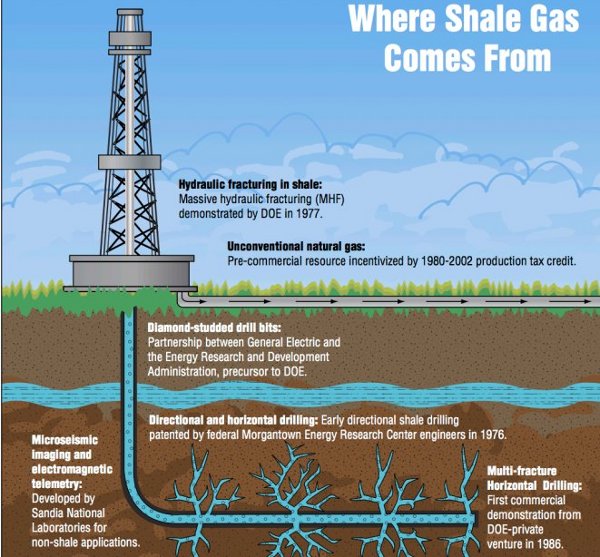 Where Shale Gas
Comes From
Hydraulic fracturing in shale:
Massive hydraulic fracturing (MHF)
demonstrated by DOE in 1977.
Unconventional natural gas:
Pre-commercial resource incentivized by 1980-2002 production tax credit.
Diamond-studded drill bits:
Partnership between General Electric and
the Energy Research and Development
Administration, precursor to DOE.
Directional and horizontal drilling: Early directional shale drilling
patented by federal Morgantown Energy Research Center engineers in 1976.
Microseismic
imaging and
electromagnetic
telemetry:
Developed by
Sandia National
Laboratories for
non-shale applications.
Multi-fracture
Horizontal Drilling:
First commercial
demonstration from
DOE-private
venture in 1986.